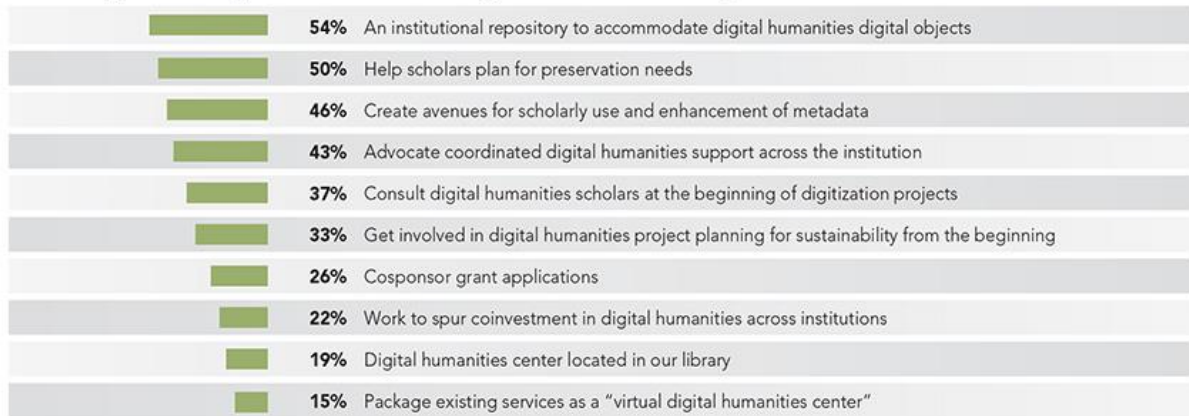 54% An institutional repository to accommodate digital humanities digital objects
50% Help scholars plan for preservation needs
46% Create avenues for scholarly use and enhancement of metadata
43% Advocate coordinated digital humanities support across the institution
37% Consult digital humanities scholars at the beginning of digitization projects
33% Get involved in digital humanities project planning for sustainability from the beginning
26% Cosponsor grant applications
22% Work to spur coinvestment in digital humanities across institutions
19% Digital humanities center located in our library
15% Package existing services as a “virtual digital humanities center”